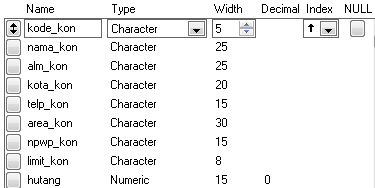 Name Type Width Decimal Index NULL
kode_kon Character 5
nama_kon Character 25
alm_kon Character 25
kota_kon Character 20
telp_kon Character 15
area_kon Character 30
npwp_kon Character 15
limit_kon Character 8
hutang Numeric 15 0